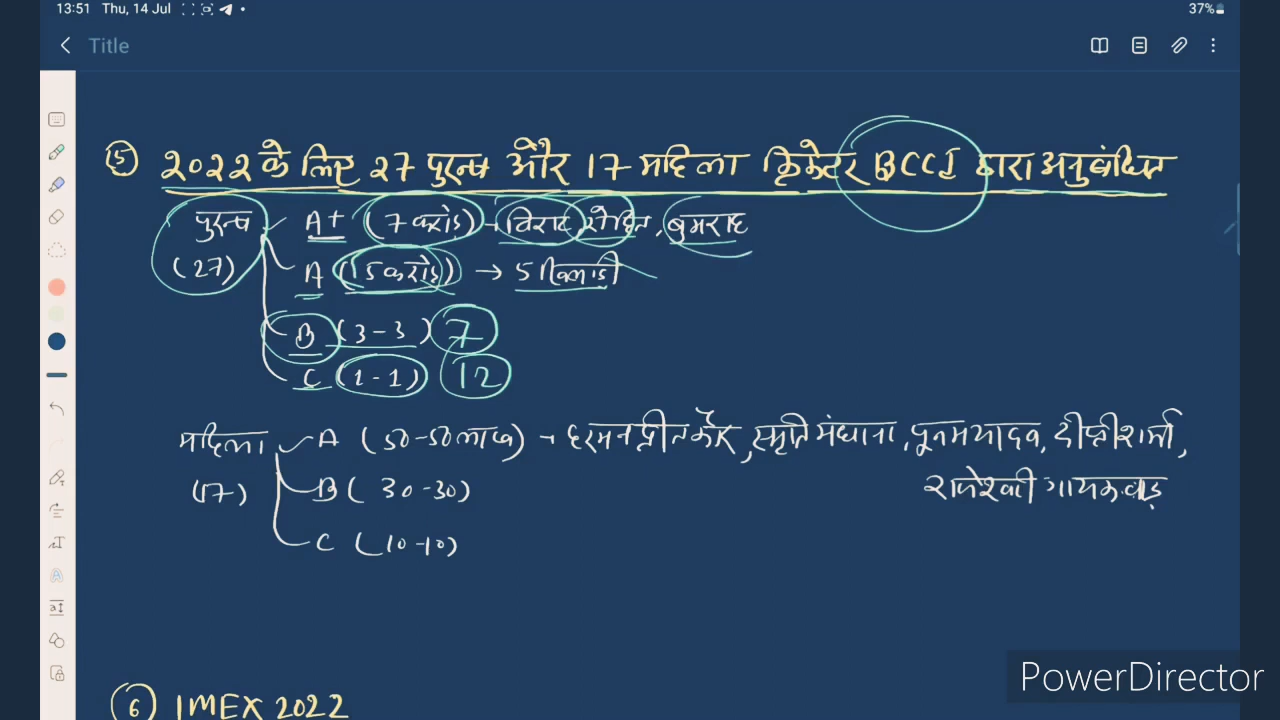 13:51 Thu, 14 Jul
37%
Title
⑤ 2022 के लिए 27 पुरुष और 17 महिला क्रिकेटर BCCI द्वारा अनुबंधित
पुरुष A+ (7 करोड) → विराट, रोहित, बुमराह
(27) A (5 करोड) → 5 खिलाड़ी
B (3-3) 7
C (1-1) 12
महिला A (50-50 लाख) → हरमन प्रीत कौर, स्मृति मंधाना, पूनम यादव, दीप्ति शर्मा,
राजेश्वरी गायकवाड़
(17) B (30-30)
C (10-10)
⑥ IMEX 2022
PowerDirector